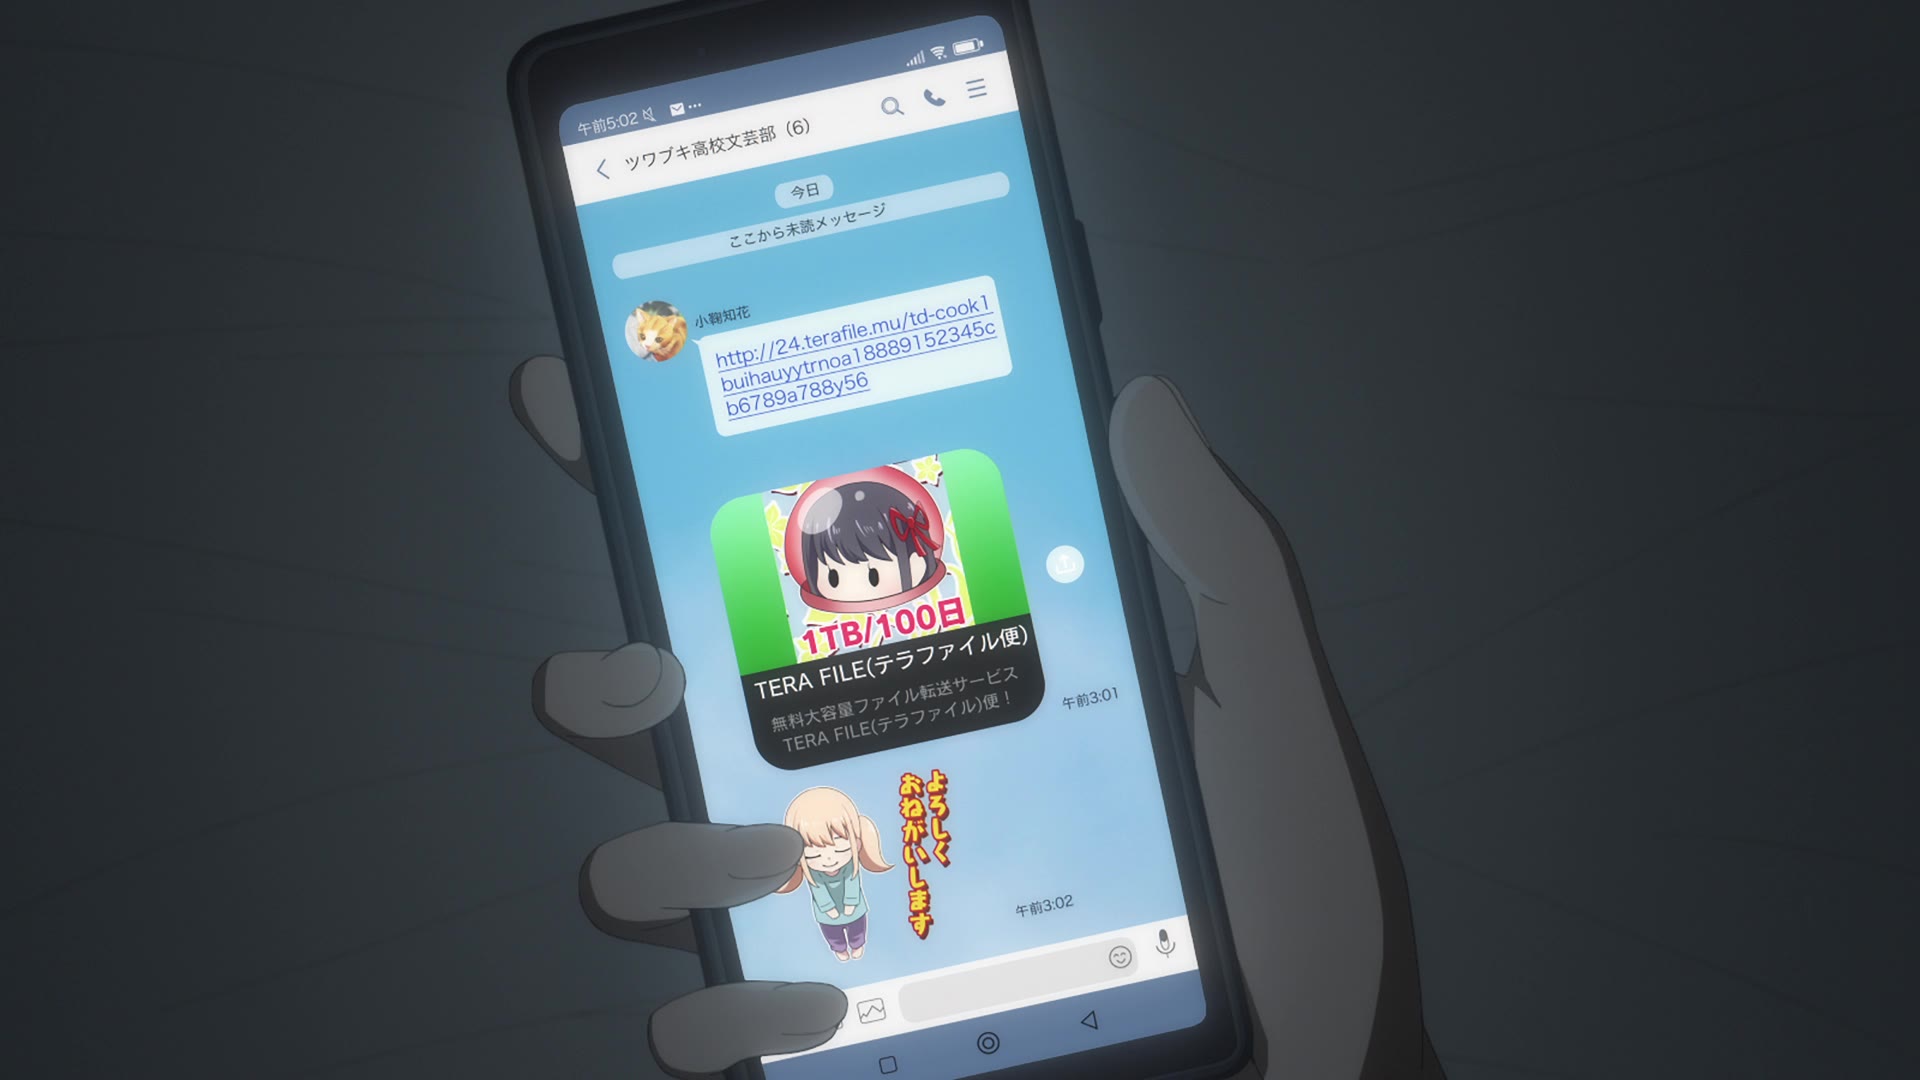 午前5:02
ツワブキ高校文芸部（6）
今日
ここから未読メッセージ
小鞠知花
http://24.terafile.mu/td-cook1
buihauyytrnoa18889152345c
b6789a788y56
1TB/100日
TERA FILE(テラファイル便)
無料大容量ファイル転送サービス
TERA FILE(テラファイル)便！
午前3:01
よろしく
おねがいします
午前3:02